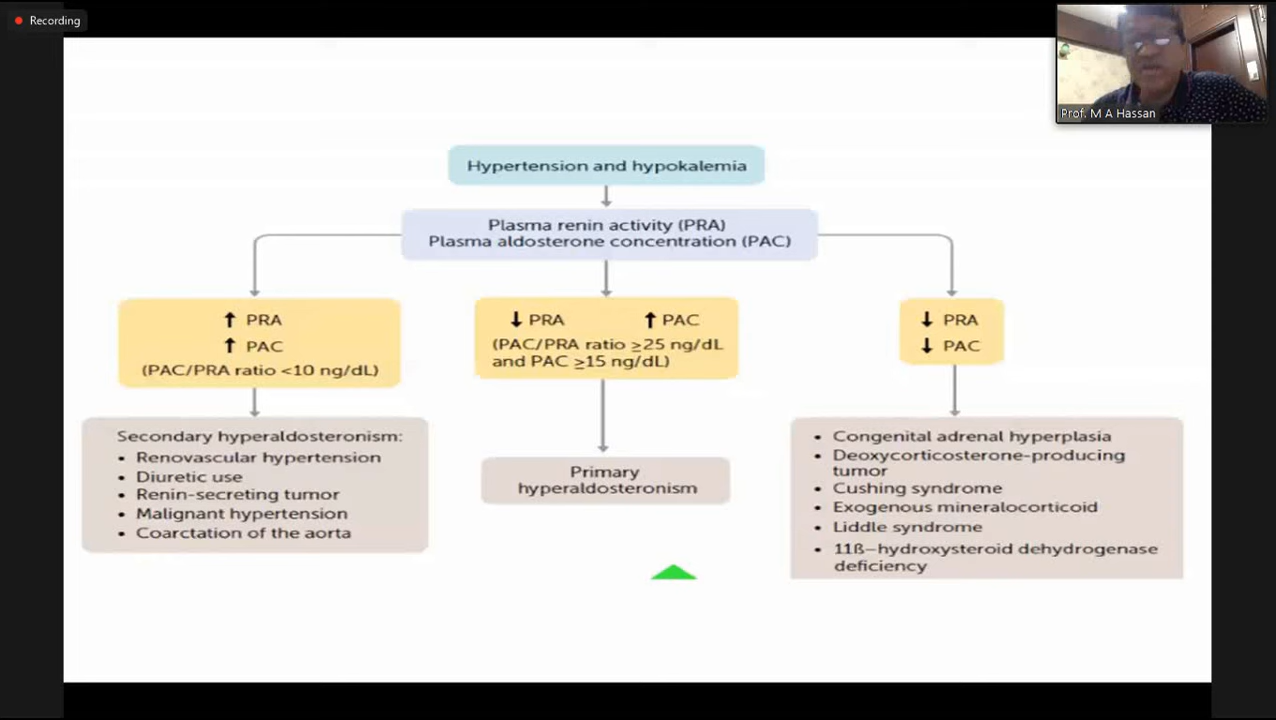 Recording
Prof. M A Hassan
Hypertension and hypokalemia
Plasma renin activity (PRA)
Plasma aldosterone concentration (PAC)
↑ PRA
↑ PAC
(PAC/PRA ratio <10 ng/dL)
↓ PRA ↑ PAC
(PAC/PRA ratio ≥25 ng/dL
and PAC ≥15 ng/dL)
↓ PRA
↓ PAC
Secondary hyperaldosteronism:
• Renovascular hypertension
• Diuretic use
• Renin-secreting tumor
• Malignant hypertension
• Coarctation of the aorta
Primary
hyperaldosteronism
• Congenital adrenal hyperplasia
• Deoxycorticosterone-producing
tumor
• Cushing syndrome
• Exogenous mineralocorticoid
• Liddle syndrome
• 11ß–hydroxysteroid dehydrogenase
deficiency